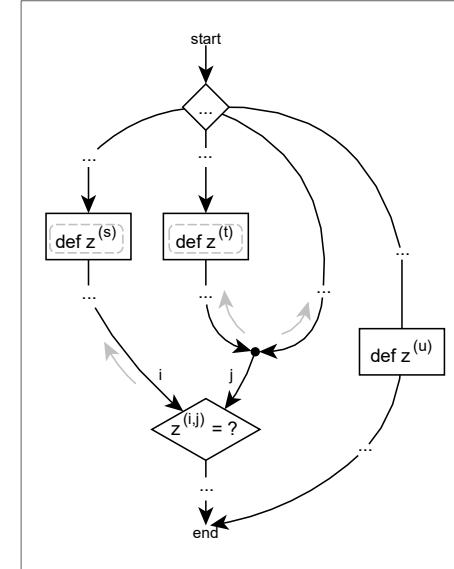 start
...
...
...
def z(s)
def z(t)
...
...
...
...
def z(u)
i
j
z(i,j) = ?
...
...
end